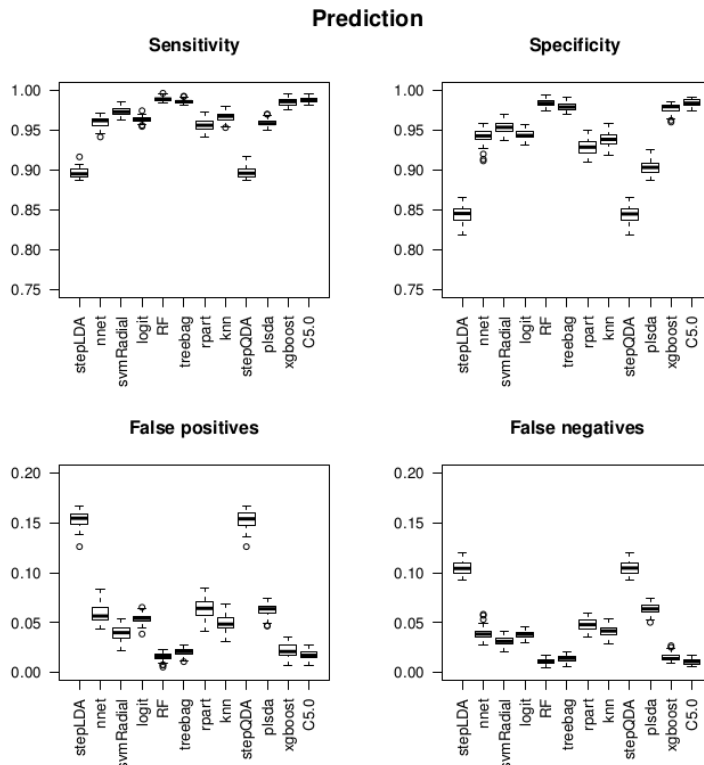 Prediction
Sensitivity
1.00
0.95
0.90
0.85
0.80
0.75
stepLDA
nnet
svmRadial
logit
RF
treebag
rpart
knn
stepQDA
plsda
xgboost
C5.0
Specificity
1.00
0.95
0.90
0.85
0.80
0.75
stepLDA
nnet
svmRadial
logit
RF
treebag
rpart
knn
stepQDA
plsda
xgboost
C5.0
False positives
0.20
0.15
0.10
0.05
0.00
stepLDA
nnet
svmRadial
logit
RF
treebag
rpart
knn
stepQDA
plsda
xgboost
C5.0
False negatives
0.20
0.15
0.10
0.05
0.00
stepLDA
nnet
svmRadial
logit
RF
treebag
rpart
knn
stepQDA
plsda
xgboost
C5.0